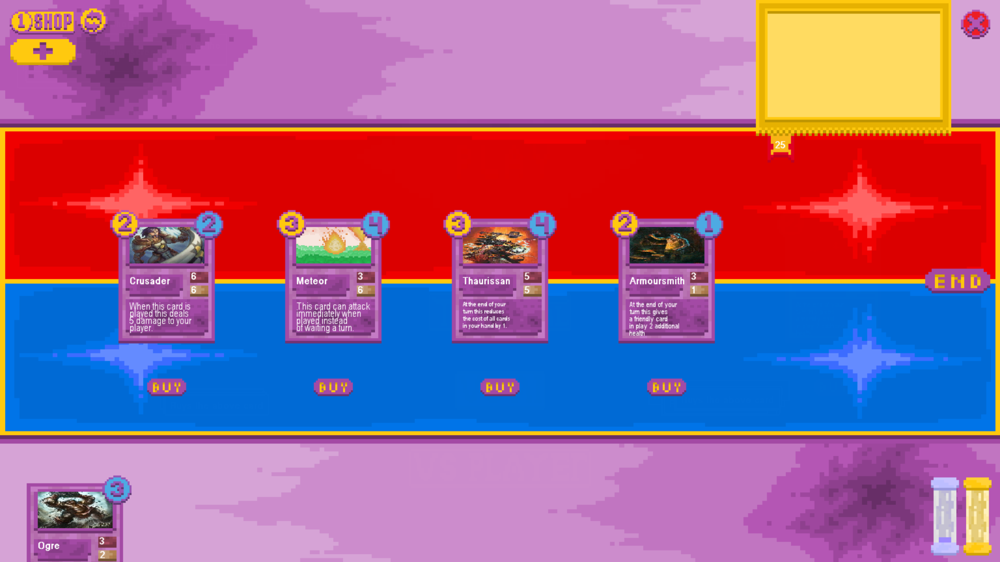 1 SHOP
25
2 2
Crusader
6
6
When this card is
played this deals
5 damage to your
player.
BUY
3 4
Meteor
3
6
This card can attack
immediately when
played instead
of waiting a turn.
BUY
3 4
Thaurissan
5
5
At the end of your
turn this reduces
the cost of all cards
in your hand by 1.
BUY
2 1
Armoursmith
3
1
At the end of your
turn this gives
a friendly card
in play 2 additional
health
BUY
END
3
Ogre
3
2